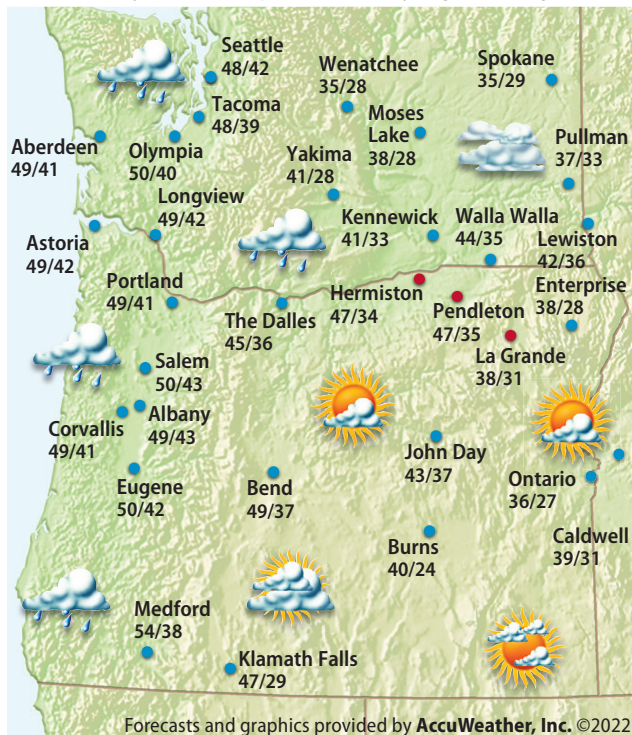 Seattle
48/42
Wenatchee
35/28
Spokane
35/29
Tacoma
48/39
Moses
Lake
38/28
Aberdeen
49/41
Olympia
50/40
Yakima
41/28
Pullman
37/33
Longview
49/42
Kennewick
41/33
Walla Walla
44/35
Lewiston
42/36
Astoria
49/42
Portland
49/41
The Dalles
45/36
Hermiston
47/34
Pendleton
47/35
Enterprise
38/28
La Grande
38/31
Salem
50/43
Albany
49/43
Corvallis
49/41
John Day
43/37
Ontario
36/27
Eugene
50/42
Bend
49/37
Burns
40/24
Caldwell
39/31
Medford
54/38
Klamath Falls
47/29
Forecasts and graphics provided by AccuWeather, Inc. ©2022